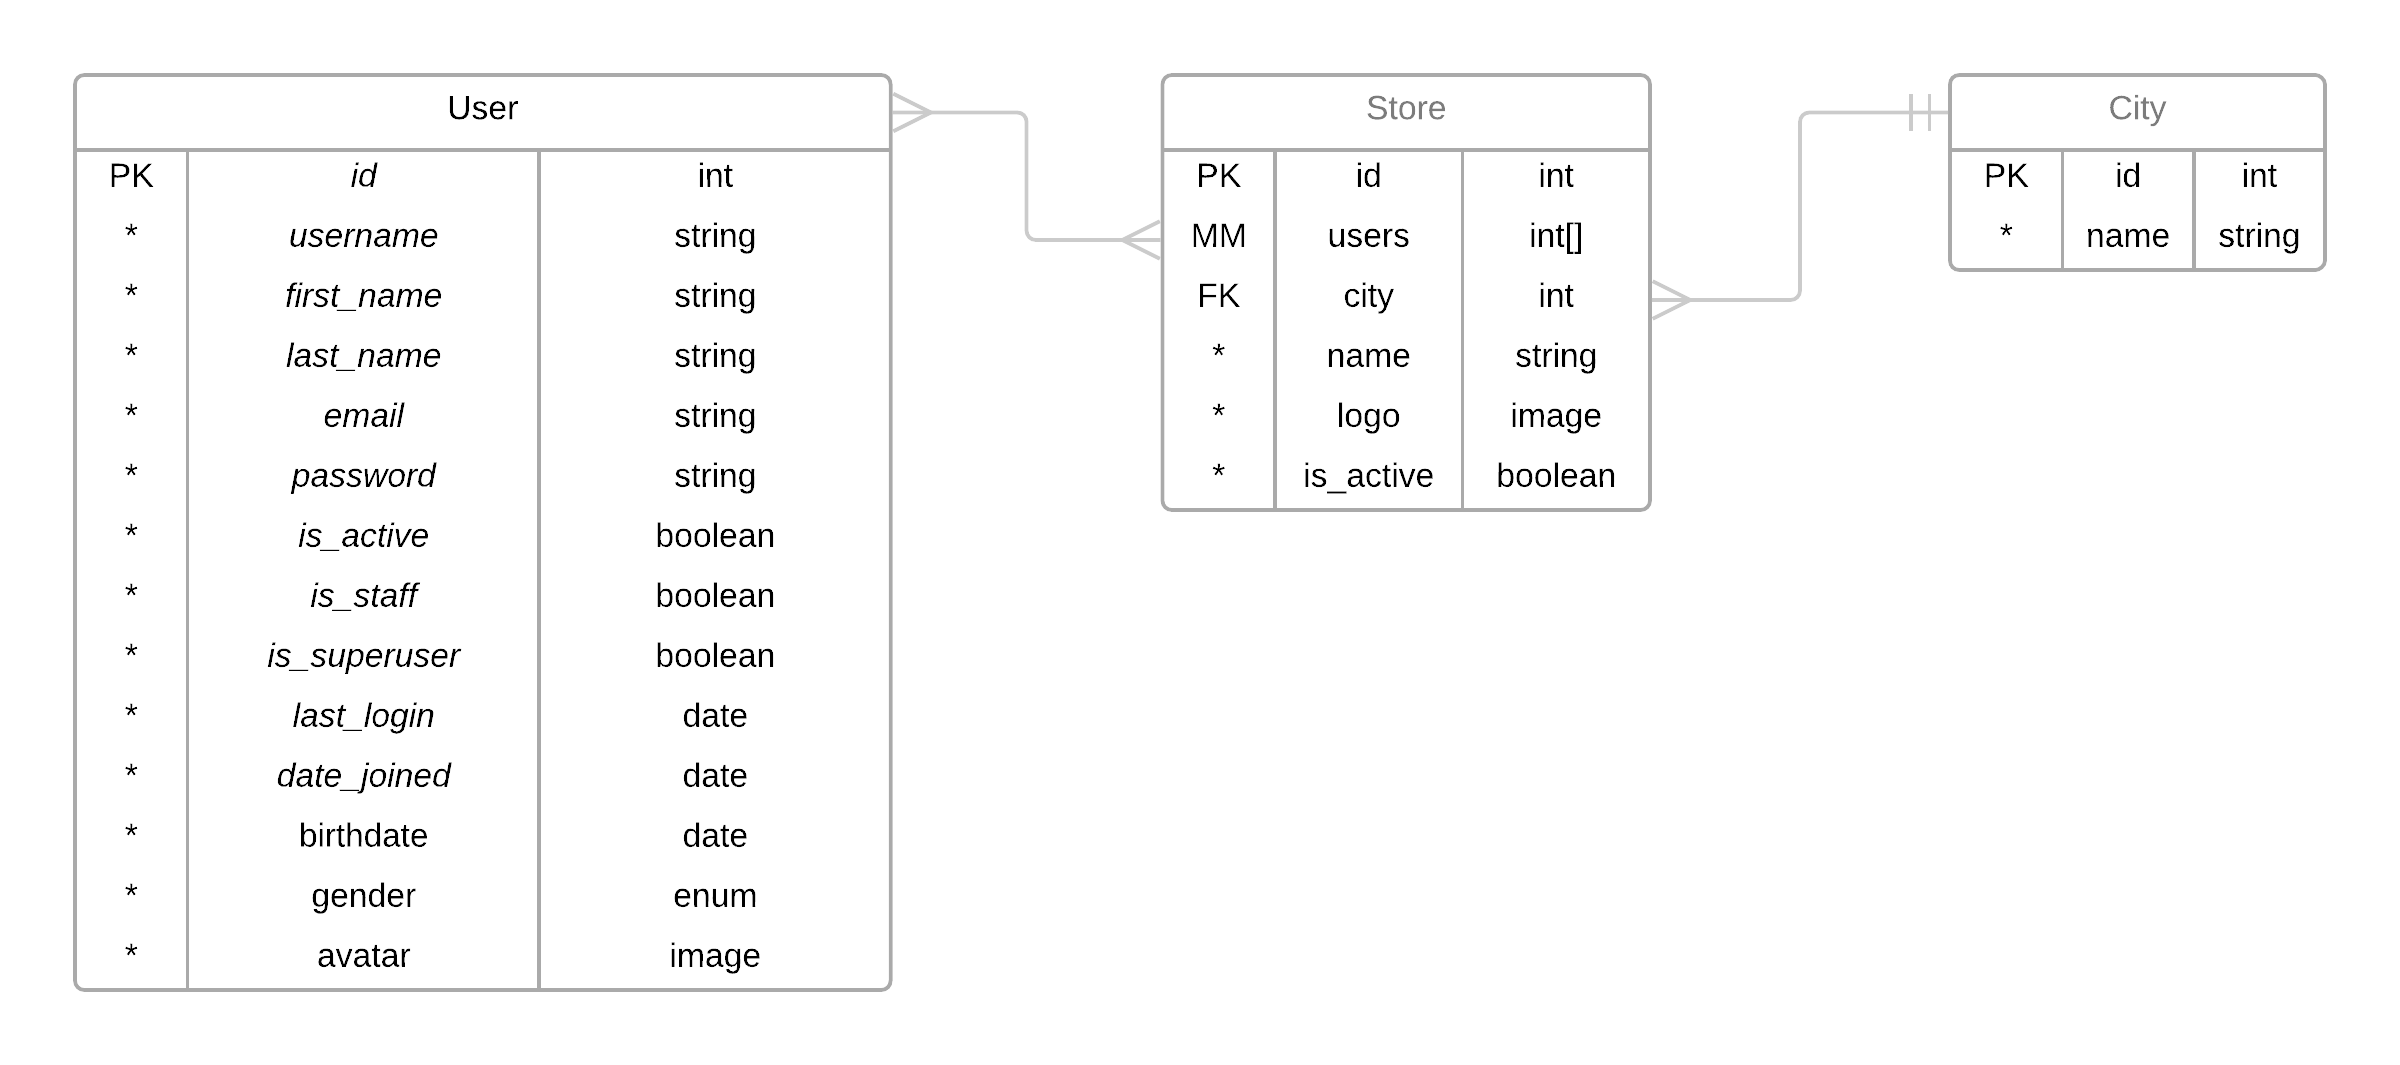 User
PK id int
* username string
* first_name string
* last_name string
* email string
* password string
* is_active boolean
* is_staff boolean
* is_superuser boolean
* last_login date
* date_joined date
* birthdate date
* gender enum
* avatar image
Store
PK id int
MM users int[]
FK city int
* name string
* logo image
* is_active boolean
City
PK id int
* name string